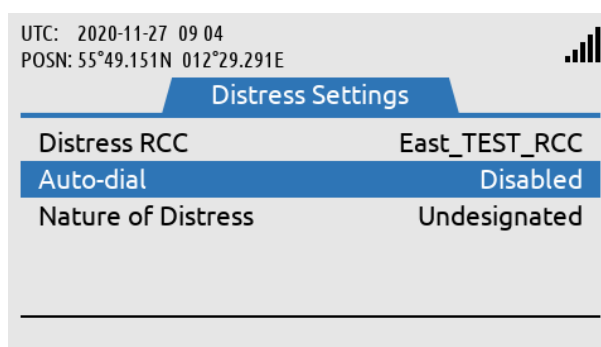 UTC: 2020-11-27 09 04
POSN: 55°49.151N 012°29.291E
Distress Settings
Distress RCC East_TEST_RCC
Auto-dial Disabled
Nature of Distress Undesignated